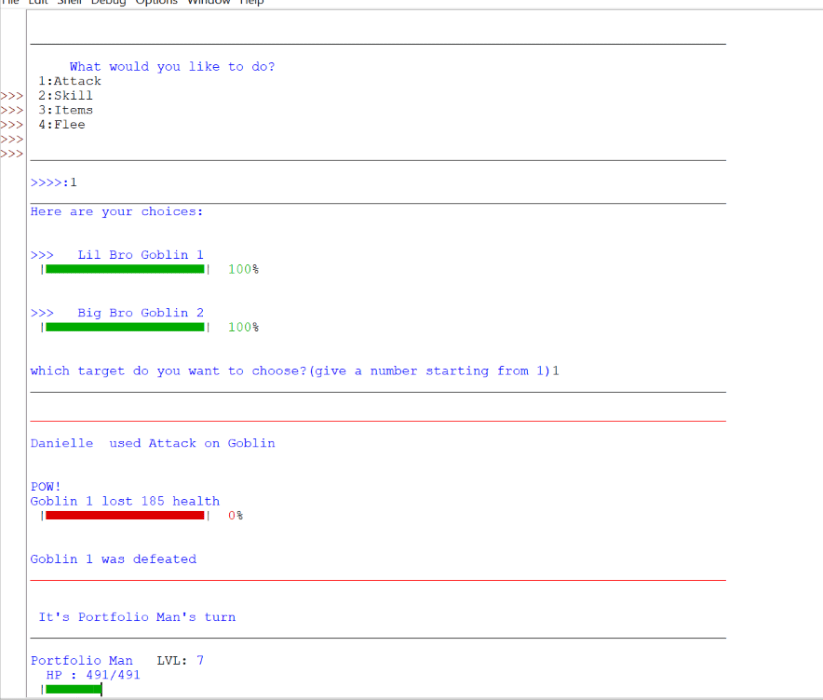 File Edit Shell Debug Options Window Help
What would you like to do?
1:Attack
>>> 2:Skill
>>> 3:Items
>>> 4:Flee
>>>
>>>
>>>>:1
Here are your choices:
>>> Lil Bro Goblin 1
| | 100%
>>> Big Bro Goblin 2
| | 100%
which target do you want to choose?(give a number starting from 1)1
Danielle used Attack on Goblin
POW!
Goblin 1 lost 185 health
| | 0%
Goblin 1 was defeated
It's Portfolio Man's turn
Portfolio Man LVL: 7
HP : 491/491
|